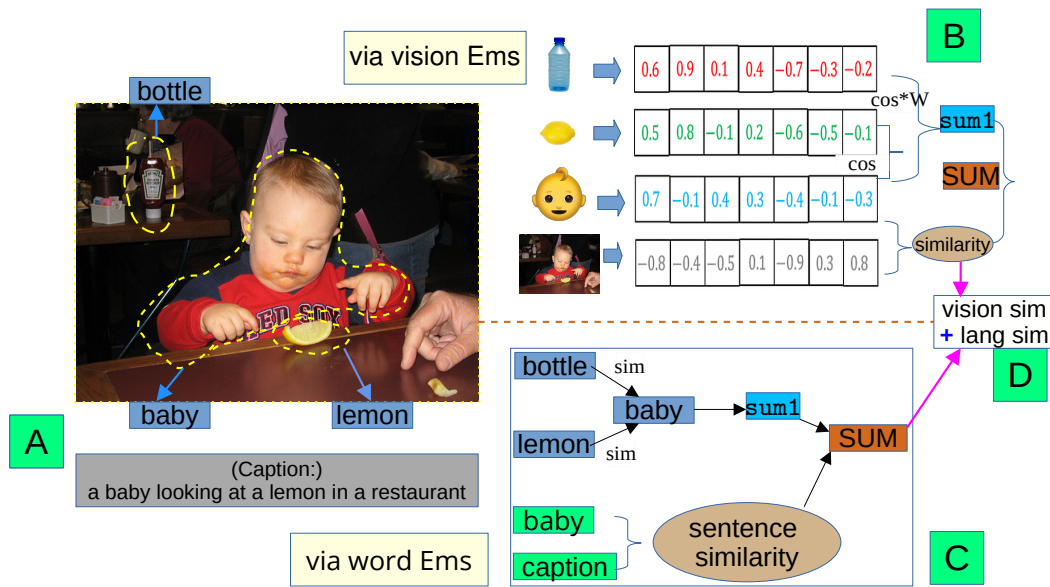 via vision Ems
B
bottle
0.6 0.9 0.1 0.4 −0.7 −0.3 −0.2
cos*W
0.5 0.8 −0.1 0.2 −0.6 −0.5 −0.1
sum1
cos
SUM
0.7 −0.1 0.4 0.3 −0.4 −0.1 −0.3
similarity
−0.8 −0.4 −0.5 0.1 −0.9 0.3 0.8
HEINZ
RED SOX
vision sim
+ lang sim
D
baby
lemon
A
(Caption:)
a baby looking at a lemon in a restaurant
bottle
sim
baby
sum1
SUM
lemon
sim
baby
caption
sentence
similarity
C
via word Ems